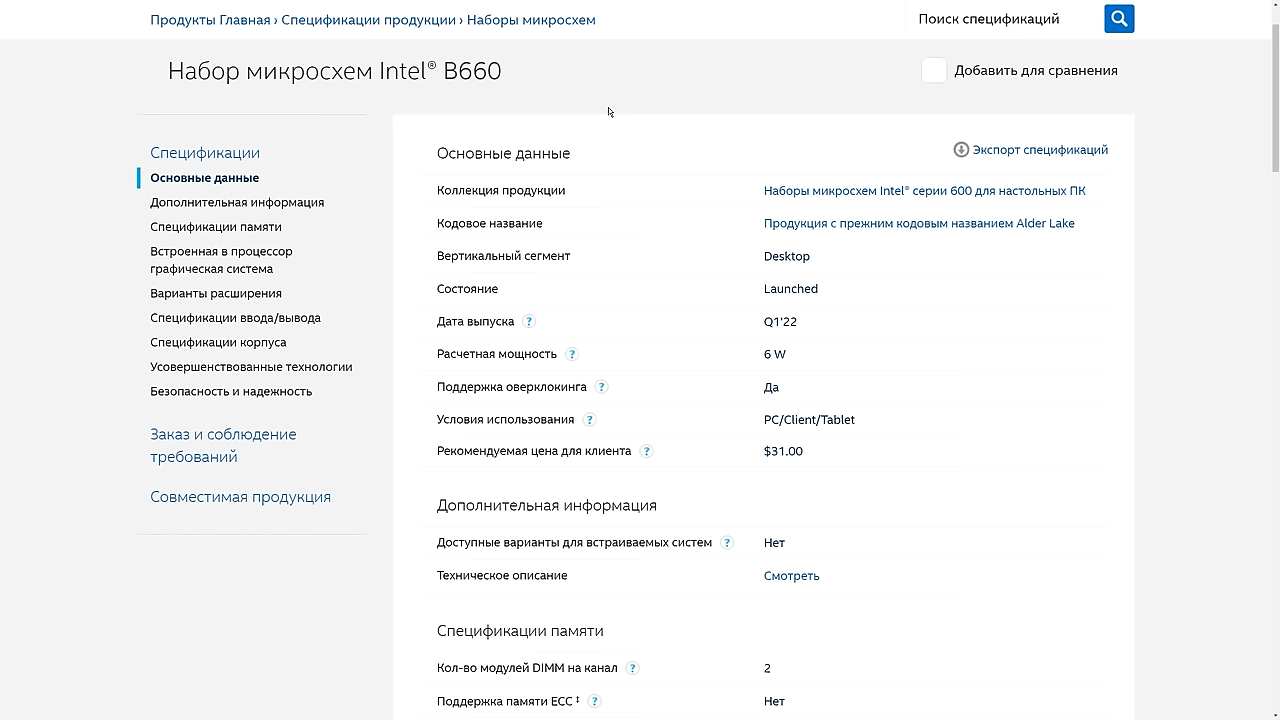 Продукты Главная › Спецификации продукции › Наборы микросхем
Поиск спецификаций
Набор микросхем Intel® B660
Добавить для сравнения
Спецификации
Основные данные
Дополнительная информация
Спецификации памяти
Встроенная в процессор
графическая система
Варианты расширения
Спецификации ввода/вывода
Спецификации корпуса
Усовершенствованные технологии
Безопасность и надежность
Заказ и соблюдение
требований
Совместимая продукция
Основные данные
Экспорт спецификаций
Коллекция продукции Наборы микросхем Intel® серии 600 для настольных ПК
Кодовое название Продукция с прежним кодовым названием Alder Lake
Вертикальный сегмент Desktop
Состояние Launched
Дата выпуска ? Q1'22
Расчетная мощность ? 6 W
Поддержка оверклокинга ? Да
Условия использования ? PC/Client/Tablet
Рекомендуемая цена для клиента ? $31.00
Дополнительная информация
Доступные варианты для встраиваемых систем ? Нет
Техническое описание Смотреть
Спецификации памяти
Кол-во модулей DIMM на канал ? 2
Поддержка памяти ECC ‡ ? Нет